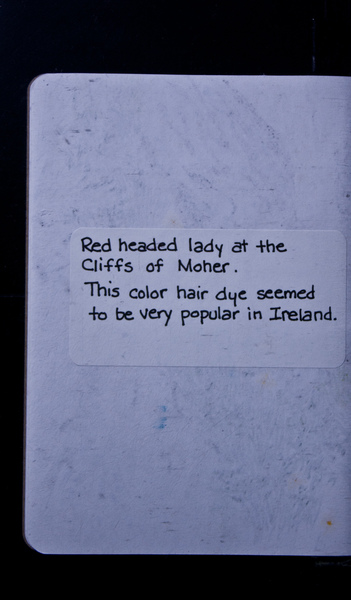 Red headed lady at the
Cliffs of Moher.
This color hair dye seemed
to be very popular in Ireland.